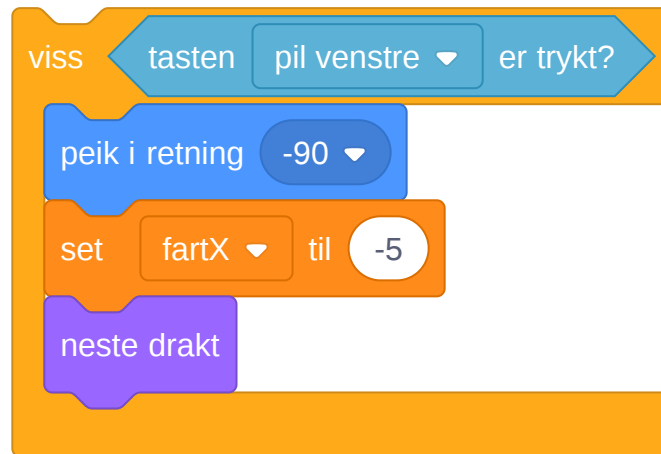 viss tasten pil venstre er trykt?
peik i retning -90
set fartX til -5
neste drakt